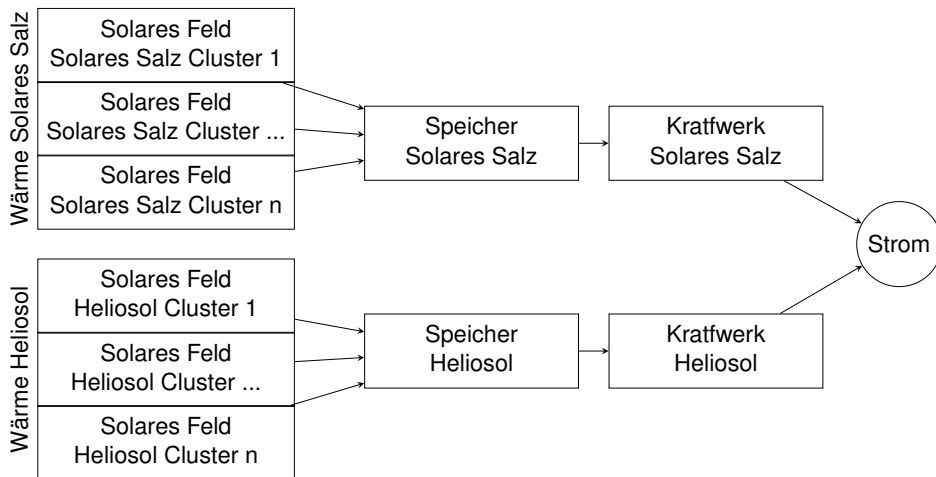 Wärme Solares Salz
Solares Feld
Solares Salz Cluster 1
Solares Feld
Solares Salz Cluster ...
Solares Feld
Solares Salz Cluster n
Speicher
Solares Salz
Kratfwerk
Solares Salz
Strom
Wärme Heliosol
Solares Feld
Heliosol Cluster 1
Solares Feld
Heliosol Cluster ...
Solares Feld
Heliosol Cluster n
Speicher
Heliosol
Kratfwerk
Heliosol